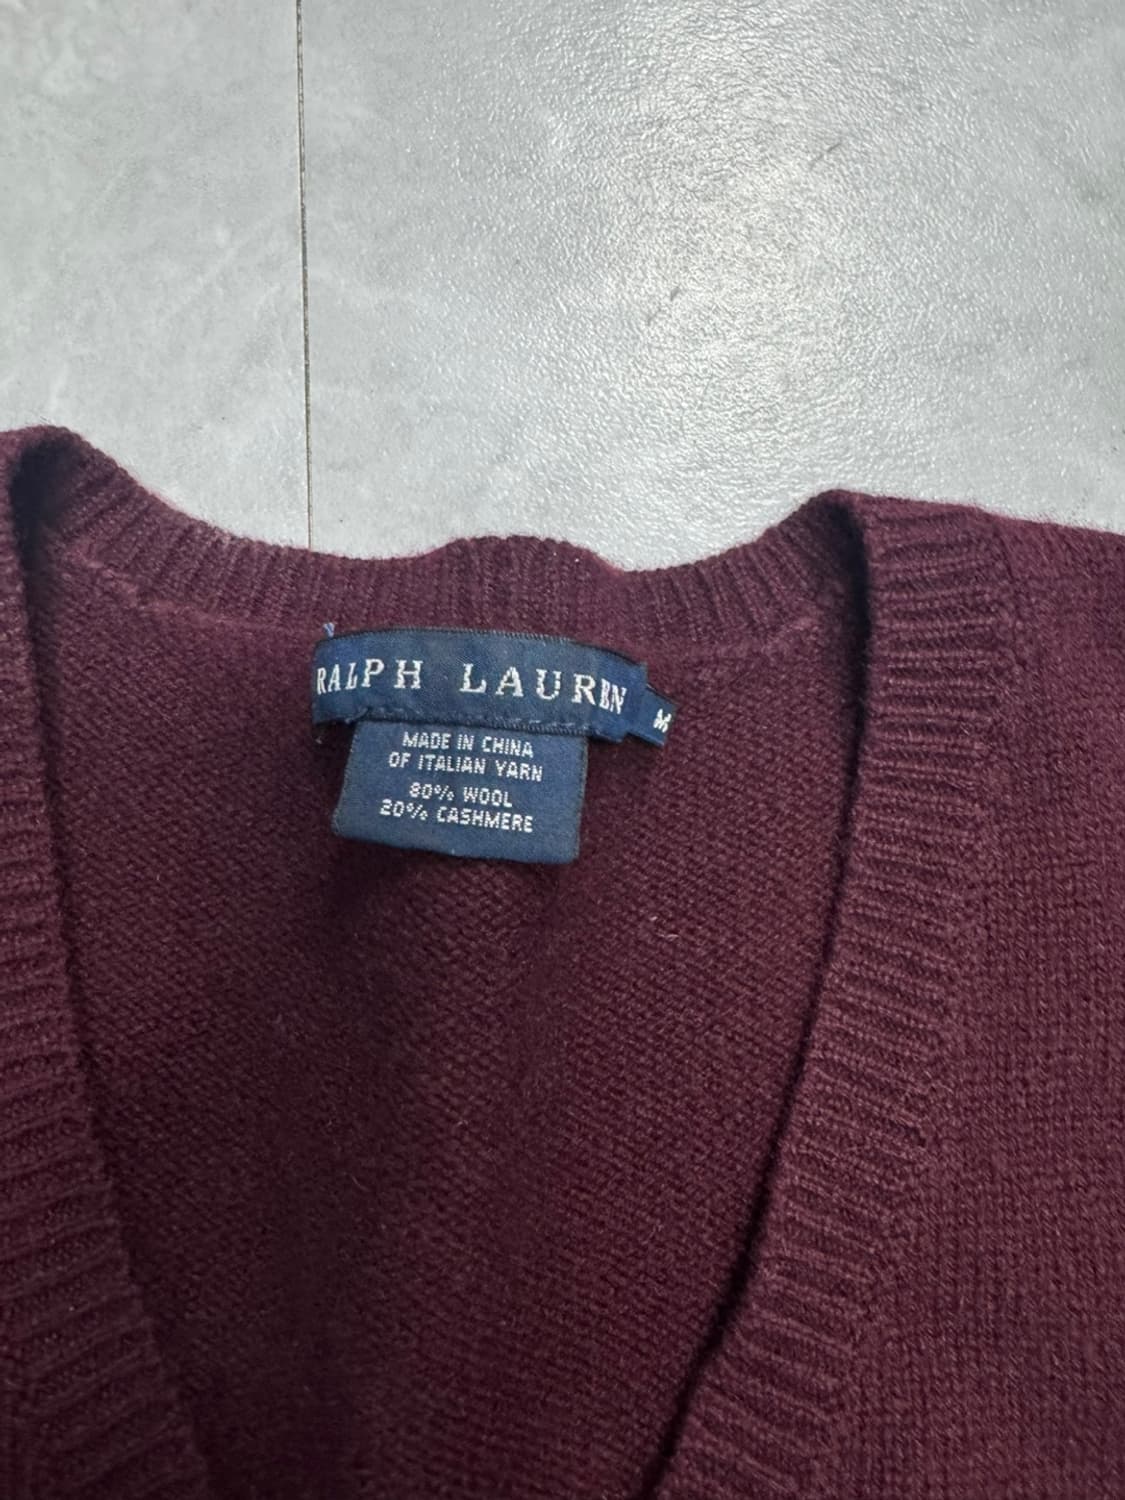 RALPH LAUREN
M
MADE IN CHINA
OF ITALIAN YARN
80% WOOL
20% CASHMERE